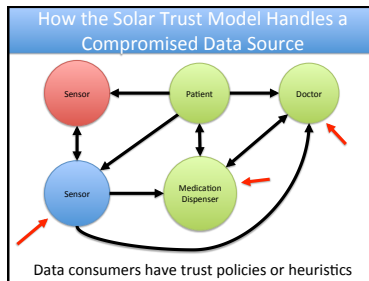 How the Solar Trust Model Handles a
Compromised Data Source
Sensor
Patient
Doctor
Sensor
Medication
Dispenser
Data consumers have trust policies or heuristics